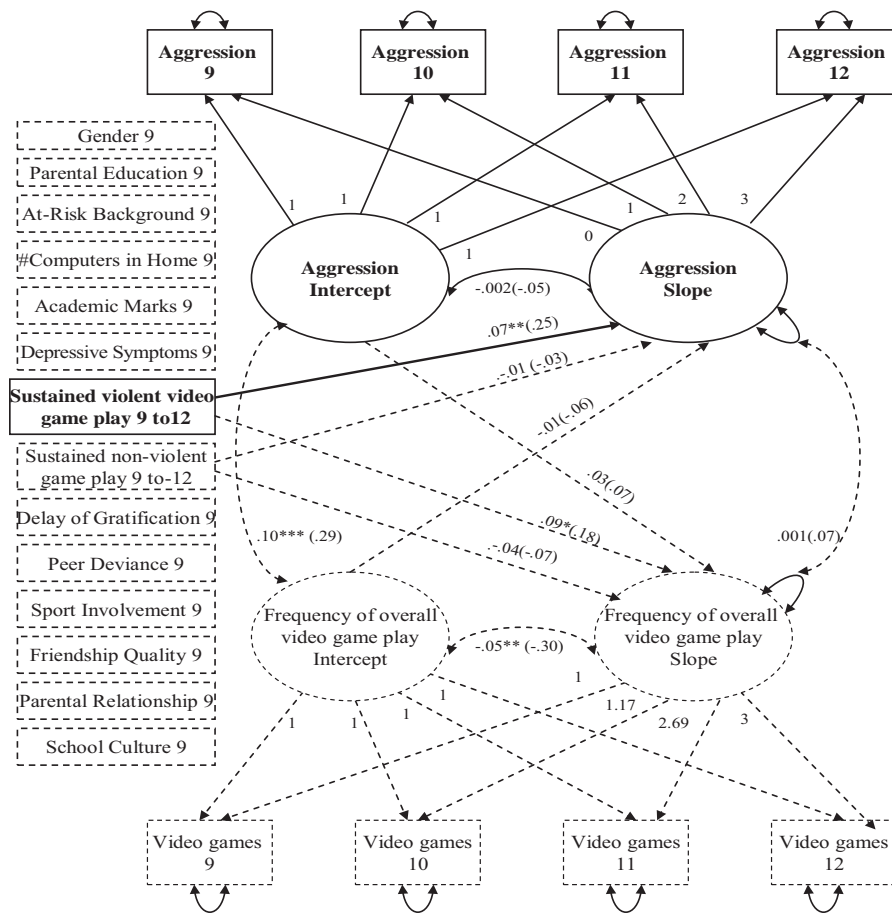 Aggression
9
Aggression
10
Aggression
11
Aggression
12
Gender 9
Parental Education 9
At-Risk Background 9
#Computers in Home 9
Academic Marks 9
Depressive Symptoms 9
Sustained violent video
game play 9 to12
Sustained non-violent
game play 9 to-12
Delay of Gratification 9
Peer Deviance 9
Sport Involvement 9
Friendship Quality 9
Parental Relationship 9
School Culture 9
1
1
1
1
0
1
2
3
Aggression
Intercept
Aggression
Slope
-.002(-.05)
.07**(.25)
-.01 (-.03)
-.01(-.06)
.03(.07)
.09*(.18)
-.04(-.07)
.10*** (.29)
.001(.07)
Frequency of overall
video game play
Intercept
Frequency of overall
video game play
Slope
-.05** (-.30)
1
1
1
1
1
1.17
2.69
3
Video games
9
Video games
10
Video games
11
Video games
12